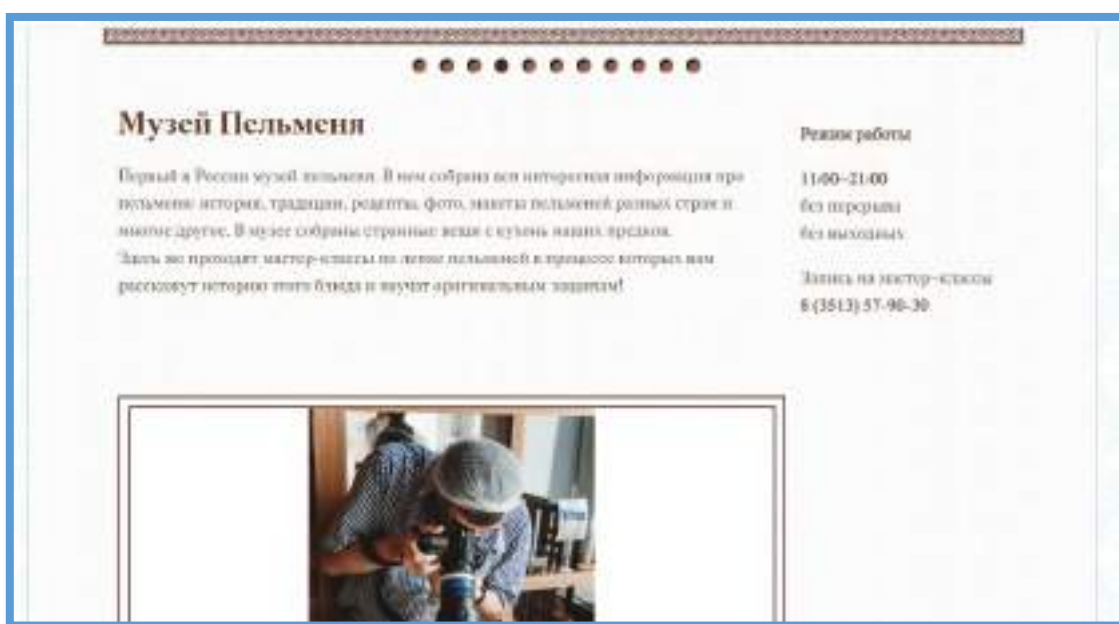 Музей Пельменя
Первый в России музей пельменя. В нем собрана вся интересная информация про
пельмени: история, традиции, рецепты, фото, макеты пельменей разных стран и
многое другое. В музее собраны странные вещи с кухонь наших предков.
Здесь же проходят мастер-классы по лепке пельменей в процессе которых вам
расскажут историю этого блюда и научат оригинальным защипам!
Режим работы
11:00–21:00
без перерыва
без выходных
Запись на мастер-классы
8 (3513) 57-90-30